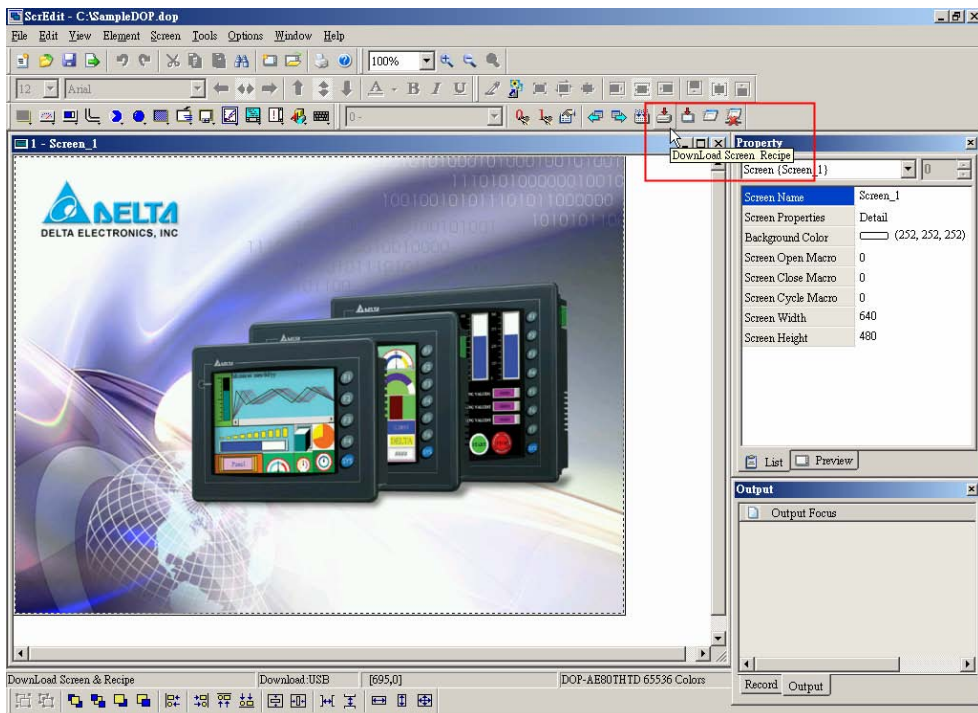 ScrEdit - C:\SampleDOP.dop
File Edit View Element Screen Tools Options Window Help
100%
12 Arial
A B I U
0 -
DownLoad Screen Recipe
1 - Screen_1
DELTA
DELTA ELECTRONICS, INC
Property
Screen {Screen_1} 0
Screen Name Screen_1
Screen Properties Detail
Background Color (252, 252, 252)
Screen Open Macro 0
Screen Close Macro 0
Screen Cycle Macro 0
Screen Width 640
Screen Height 480
List Preview
Output
Output Focus
Record Output
DownLoad Screen & Recipe Download:USB [695,0] DOP-AE80THTD 65536 Colors